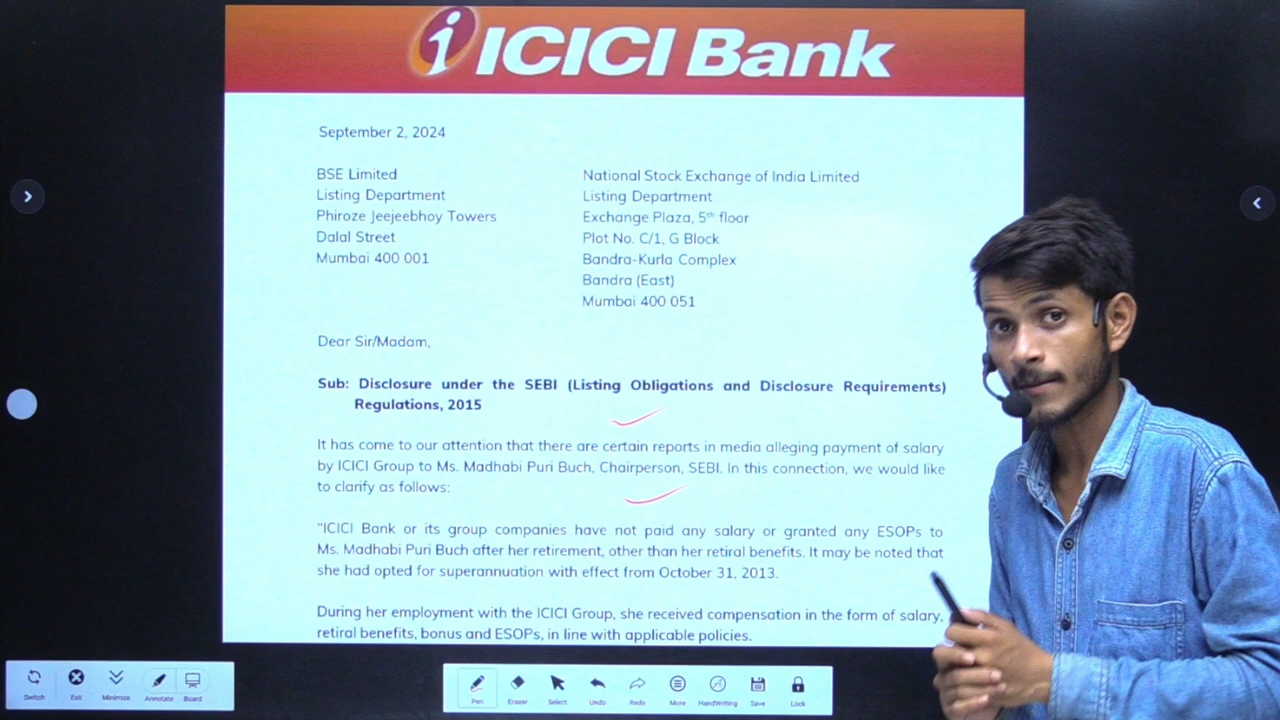 ICICI Bank
September 2, 2024
BSE Limited
Listing Department
Phiroze Jeejeebhoy Towers
Dalal Street
Mumbai 400 001
National Stock Exchange of India Limited
Listing Department
Exchange Plaza, 5th floor
Plot No. C/1, G Block
Bandra-Kurla Complex
Bandra (East)
Mumbai 400 051
Dear Sir/Madam,
Sub: Disclosure under the SEBI (Listing Obligations and Disclosure Requirements)
Regulations, 2015
It has come to our attention that there are certain reports in media alleging payment of salary
by ICICI Group to Ms. Madhabi Puri Buch, Chairperson, SEBI. In this connection, we would like
to clarify as follows:
"ICICI Bank or its group companies have not paid any salary or granted any ESOPs to
Ms. Madhabi Puri Buch after her retirement, other than her retiral benefits. It may be noted that
she had opted for superannuation with effect from October 31, 2013.
During her employment with the ICICI Group, she received compensation in the form of salary,
retiral benefits, bonus and ESOPs, in line with applicable policies.
Switch Exit Minimize Annotate Board
Pen Eraser Select Undo Redo More HandWriting Save Lock